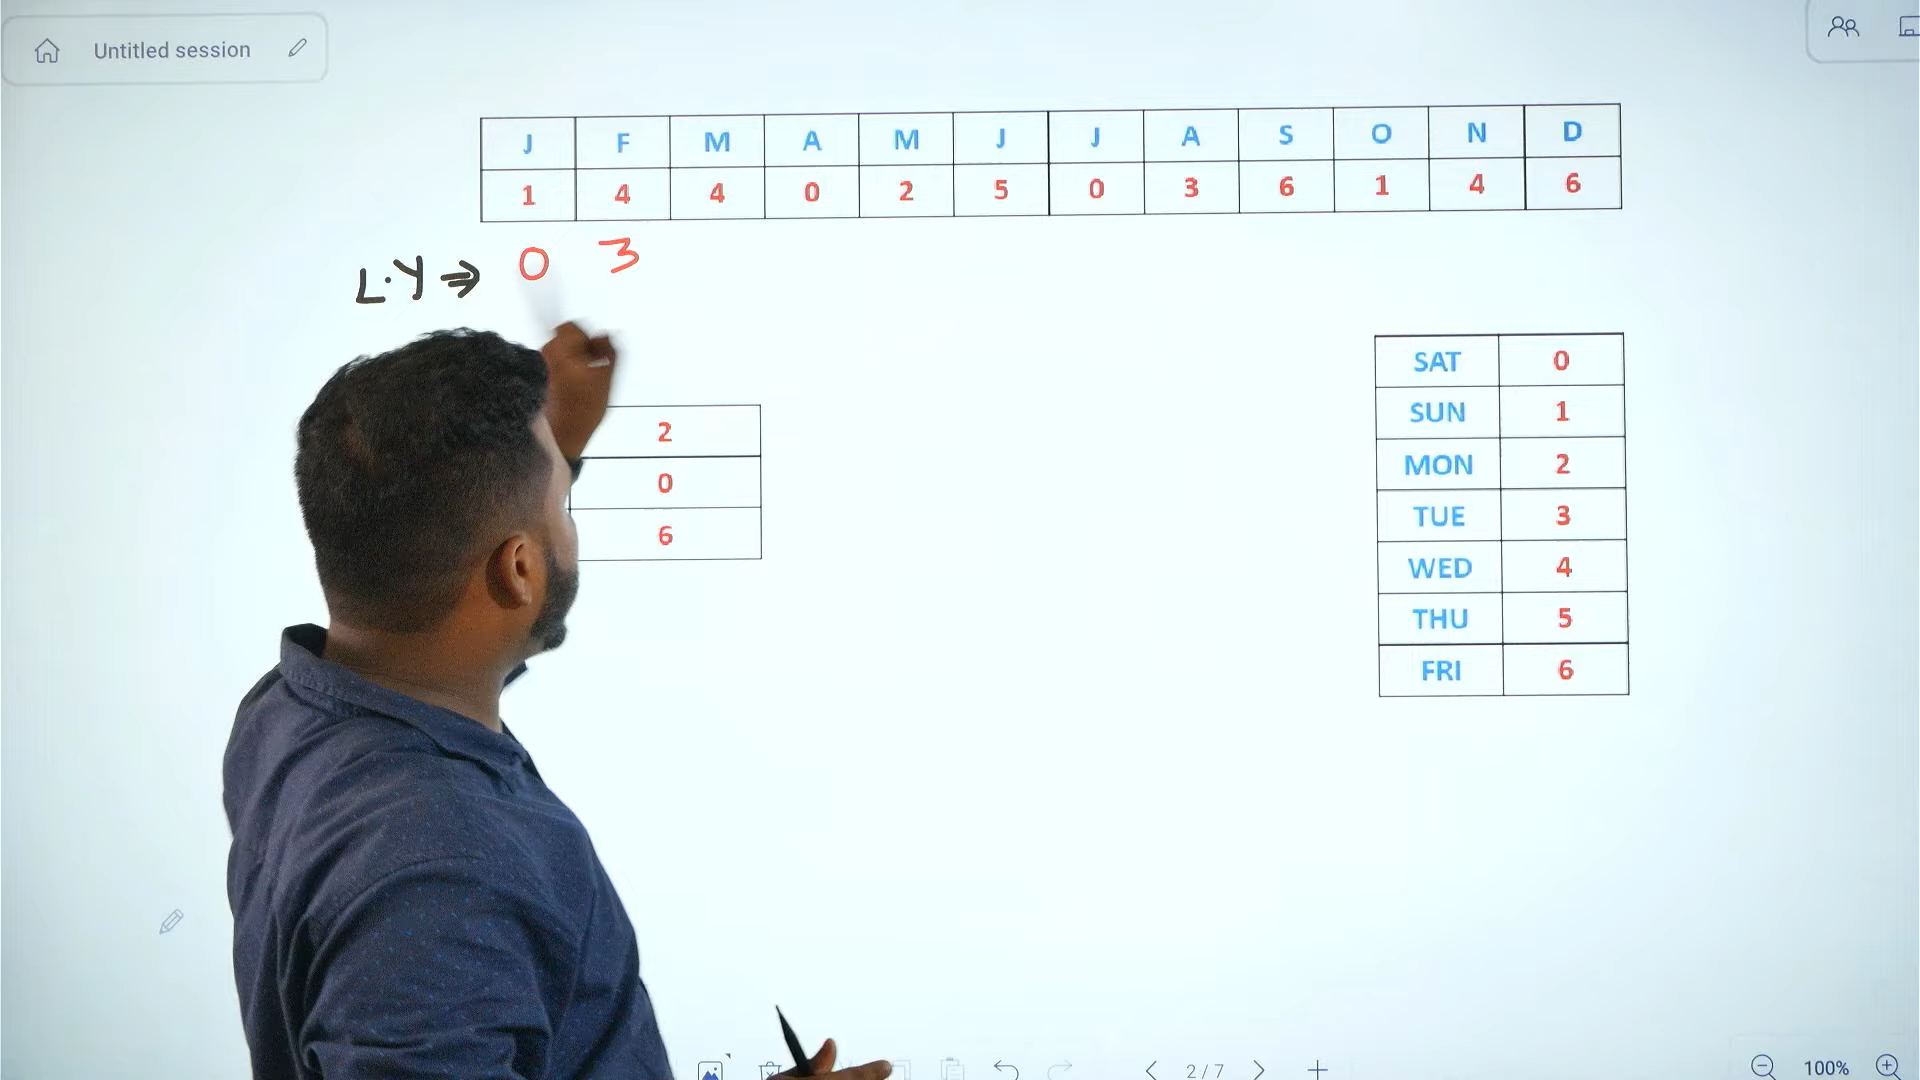 Untitled session
J F M A M J J A S O N D
1 4 4 0 2 5 0 3 6 1 4 6
L.Y ⇒ 0 3
2
0
6
SAT 0
SUN 1
MON 2
TUE 3
WED 4
THU 5
FRI 6
2/7
100%